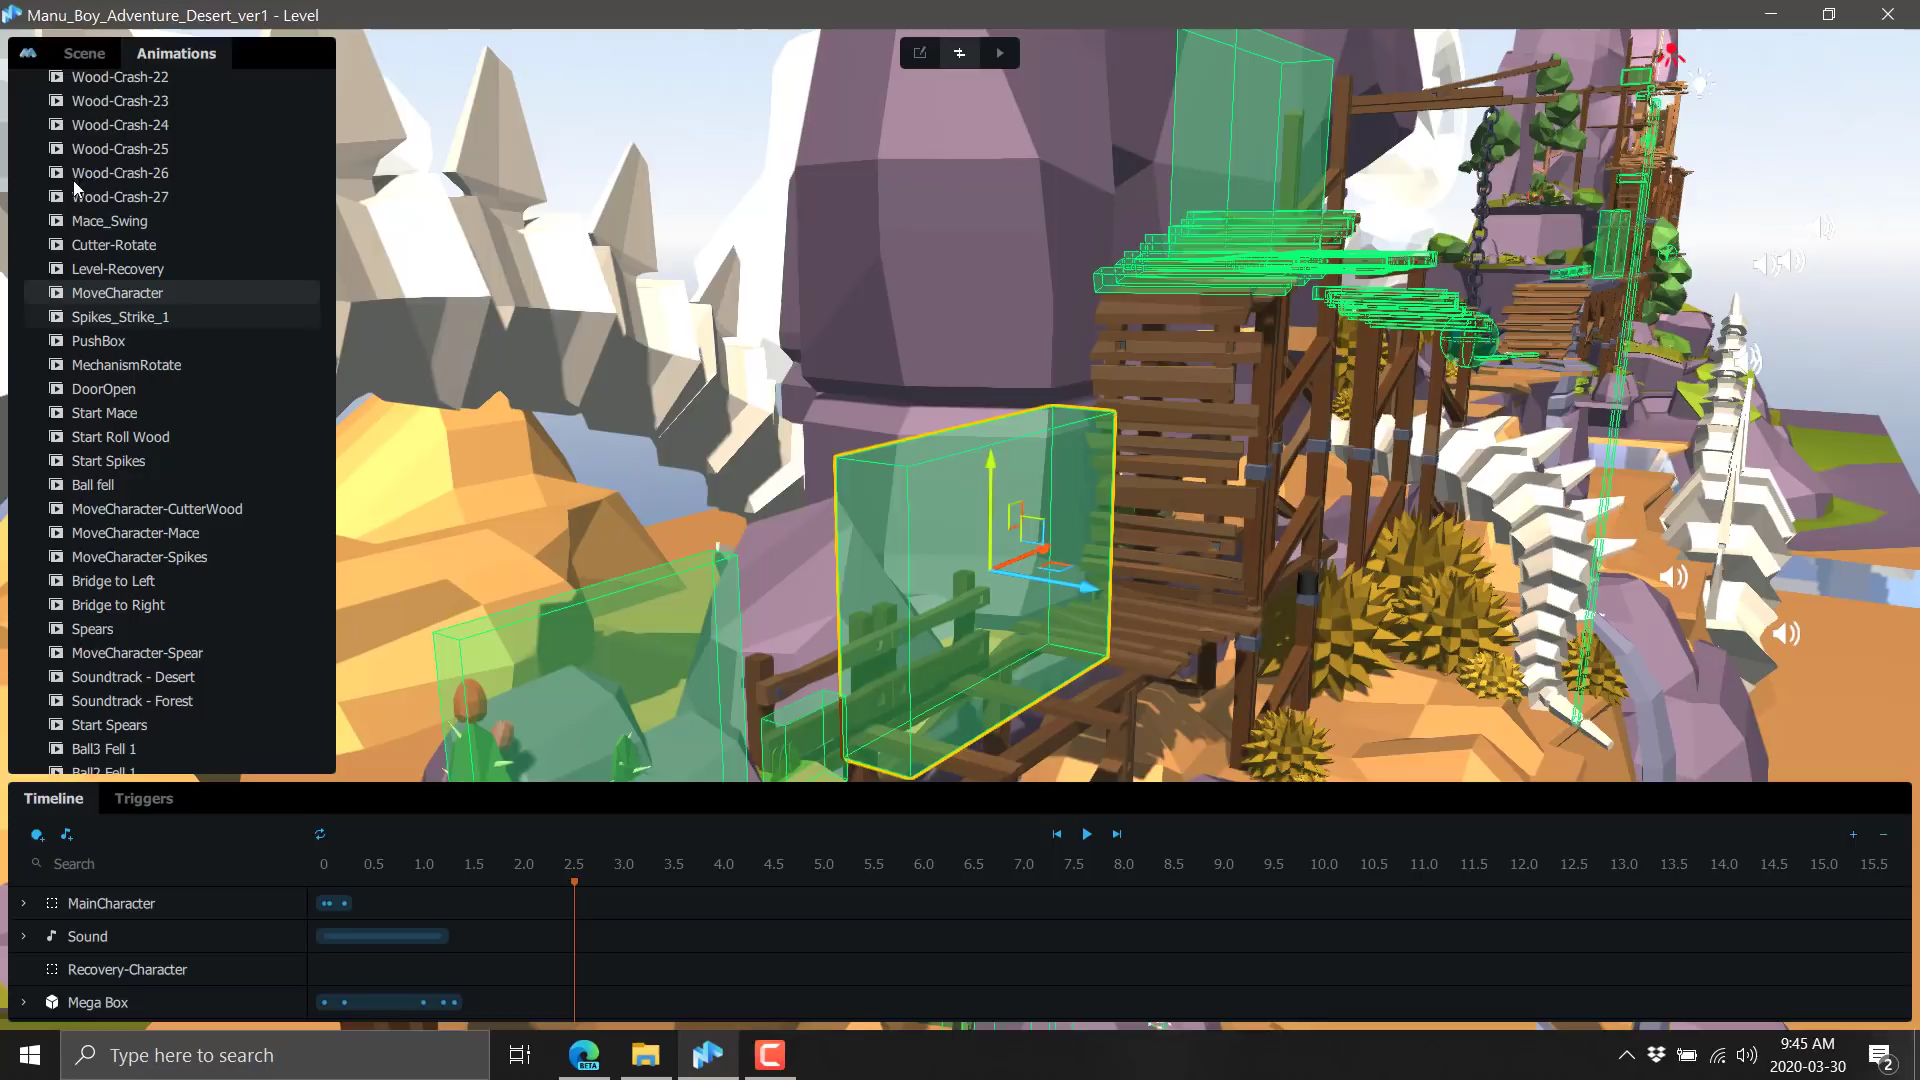 Manu_Boy_Adventure_Desert_ver1 - Level
Scene
Animations
Wood-Crash-22
Wood-Crash-23
Wood-Crash-24
Wood-Crash-25
Wood-Crash-26
Wood-Crash-27
Mace_Swing
Cutter-Rotate
Level-Recovery
MoveCharacter
Spikes_Strike_1
PushBox
MechanismRotate
DoorOpen
Start Mace
Start Roll Wood
Start Spikes
Ball fell
MoveCharacter-CutterWood
MoveCharacter-Mace
MoveCharacter-Spikes
Bridge to Left
Bridge to Right
Spears
MoveCharacter-Spear
Soundtrack - Desert
Soundtrack - Forest
Start Spears
Ball3 Fell 1
Ball2 Fell 1
Timeline
Triggers
Search
0 0.5 1.0 1.5 2.0 2.5 3.0 3.5 4.0 4.5 5.0 5.5 6.0 6.5 7.0 7.5 8.0 8.5 9.0 9.5 10.0 10.5 11.0 11.5 12.0 12.5 13.0 13.5 14.0 14.5 15.0 15.5
MainCharacter
Sound
Recovery-Character
Mega Box
Type here to search
BETA
9:45 AM
2020-03-30
2